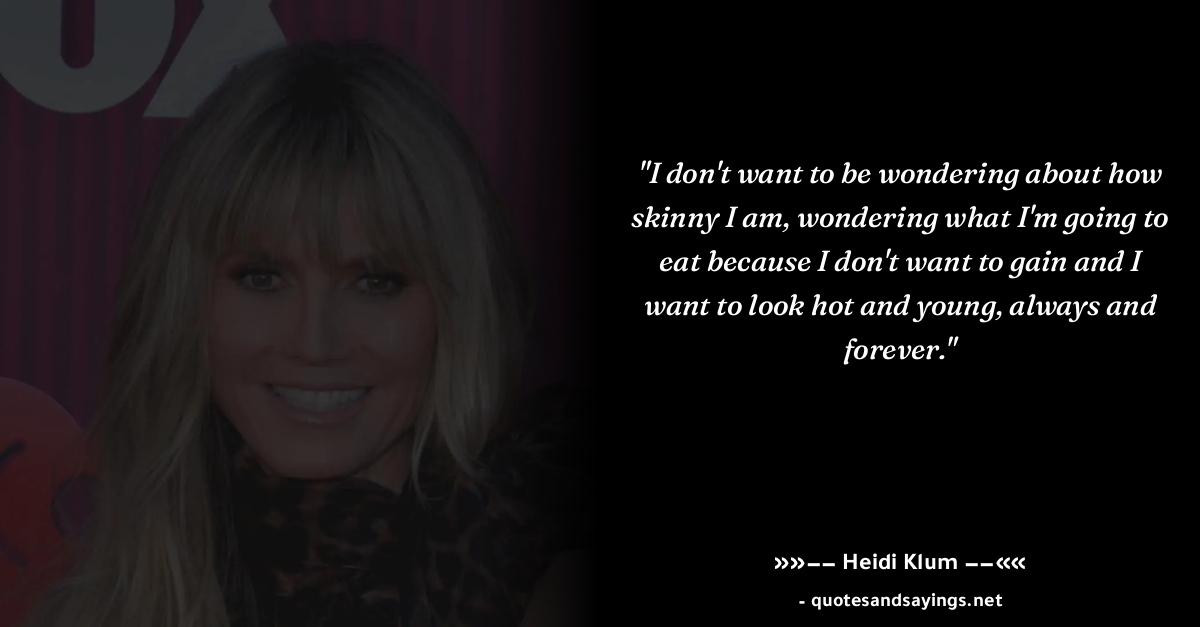 "I don't want to be wondering about how
skinny I am, wondering what I'm going to
eat because I don't want to gain and I
want to look hot and young, always and
forever."
»»–– Heidi Klum ––««
- quotesandsayings.net